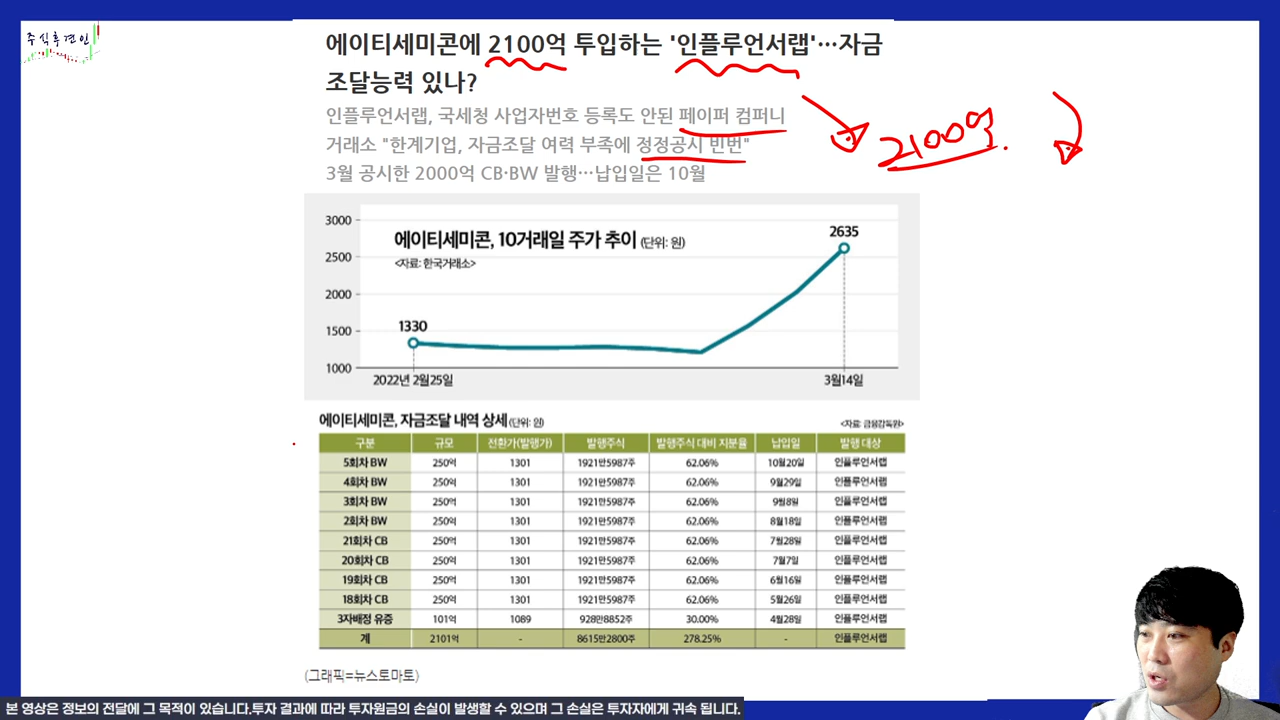 주식후견인
에이티세미콘에 2100억 투입하는 '인플루언서랩'…자금
조달능력 있나?
인플루언서랩, 국세청 사업자번호 등록도 안된 페이퍼 컴퍼니
거래소 "한계기업, 자금조달 여력 부족에 정정공시 빈번"
3월 공시한 2000억 CB·BW 발행…납입일은 10월
2100억
에이티세미콘, 10거래일 주가 추이 (단위: 원)
<자료: 한국거래소>
3000
2500
2000
1500
1000
1330
2635
2022년 2월25일 3월14일
에이티세미콘, 자금조달 내역 상세 (단위: 원) <자료: 금융감독원>
구분 규모 전환가(발행가) 발행주식 발행주식 대비 지분율 납입일 발행 대상
5회차 BW 250억 1301 1921만5987주 62.06% 10월20일 인플루언서랩
4회차 BW 250억 1301 1921만5987주 62.06% 9월29일 인플루언서랩
3회차 BW 250억 1301 1921만5987주 62.06% 9월8일 인플루언서랩
2회차 BW 250억 1301 1921만5987주 62.06% 8월18일 인플루언서랩
21회차 CB 250억 1301 1921만5987주 62.06% 7월28일 인플루언서랩
20회차 CB 250억 1301 1921만5987주 62.06% 7월7일 인플루언서랩
19회차 CB 250억 1301 1921만5987주 62.06% 6월16일 인플루언서랩
18회차 CB 250억 1301 1921만5987주 62.06% 5월26일 인플루언서랩
3자배정 유증 101억 1089 928만8852주 30.00% 4월28일 인플루언서랩
계 2101억 - 8615만2800주 278.25% - 인플루언서랩
(그래픽=뉴스토마토)
본 영상은 정보의 전달에 그 목적이 있습니다.투자 결과에 따라 투자원금의 손실이 발생할 수 있으며 그 손실은 투자자에게 귀속 됩니다.